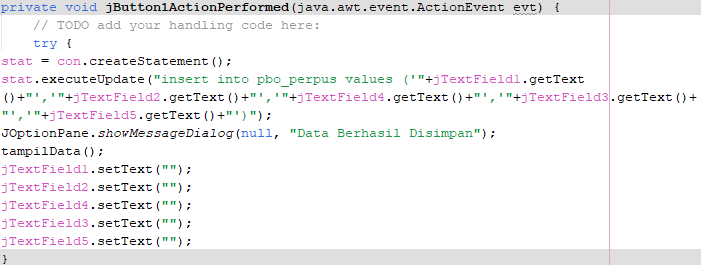 private void jButton1ActionPerformed(java.awt.event.ActionEvent evt) {
    // TODO add your handling code here:
    try {
stat = con.createStatement();
stat.executeUpdate("insert into pbo_perpus values ('"+jTextField1.getText
()+"','"+jTextField2.getText()+"','"+jTextField4.getText()+"','"+jTextField3.getText()+
"','"+jTextField5.getText()+"')");
JOptionPane.showMessageDialog(null, "Data Berhasil Disimpan");
tampilData();
jTextField1.setText("");
jTextField2.setText("");
jTextField4.setText("");
jTextField3.setText("");
jTextField5.setText("");
}